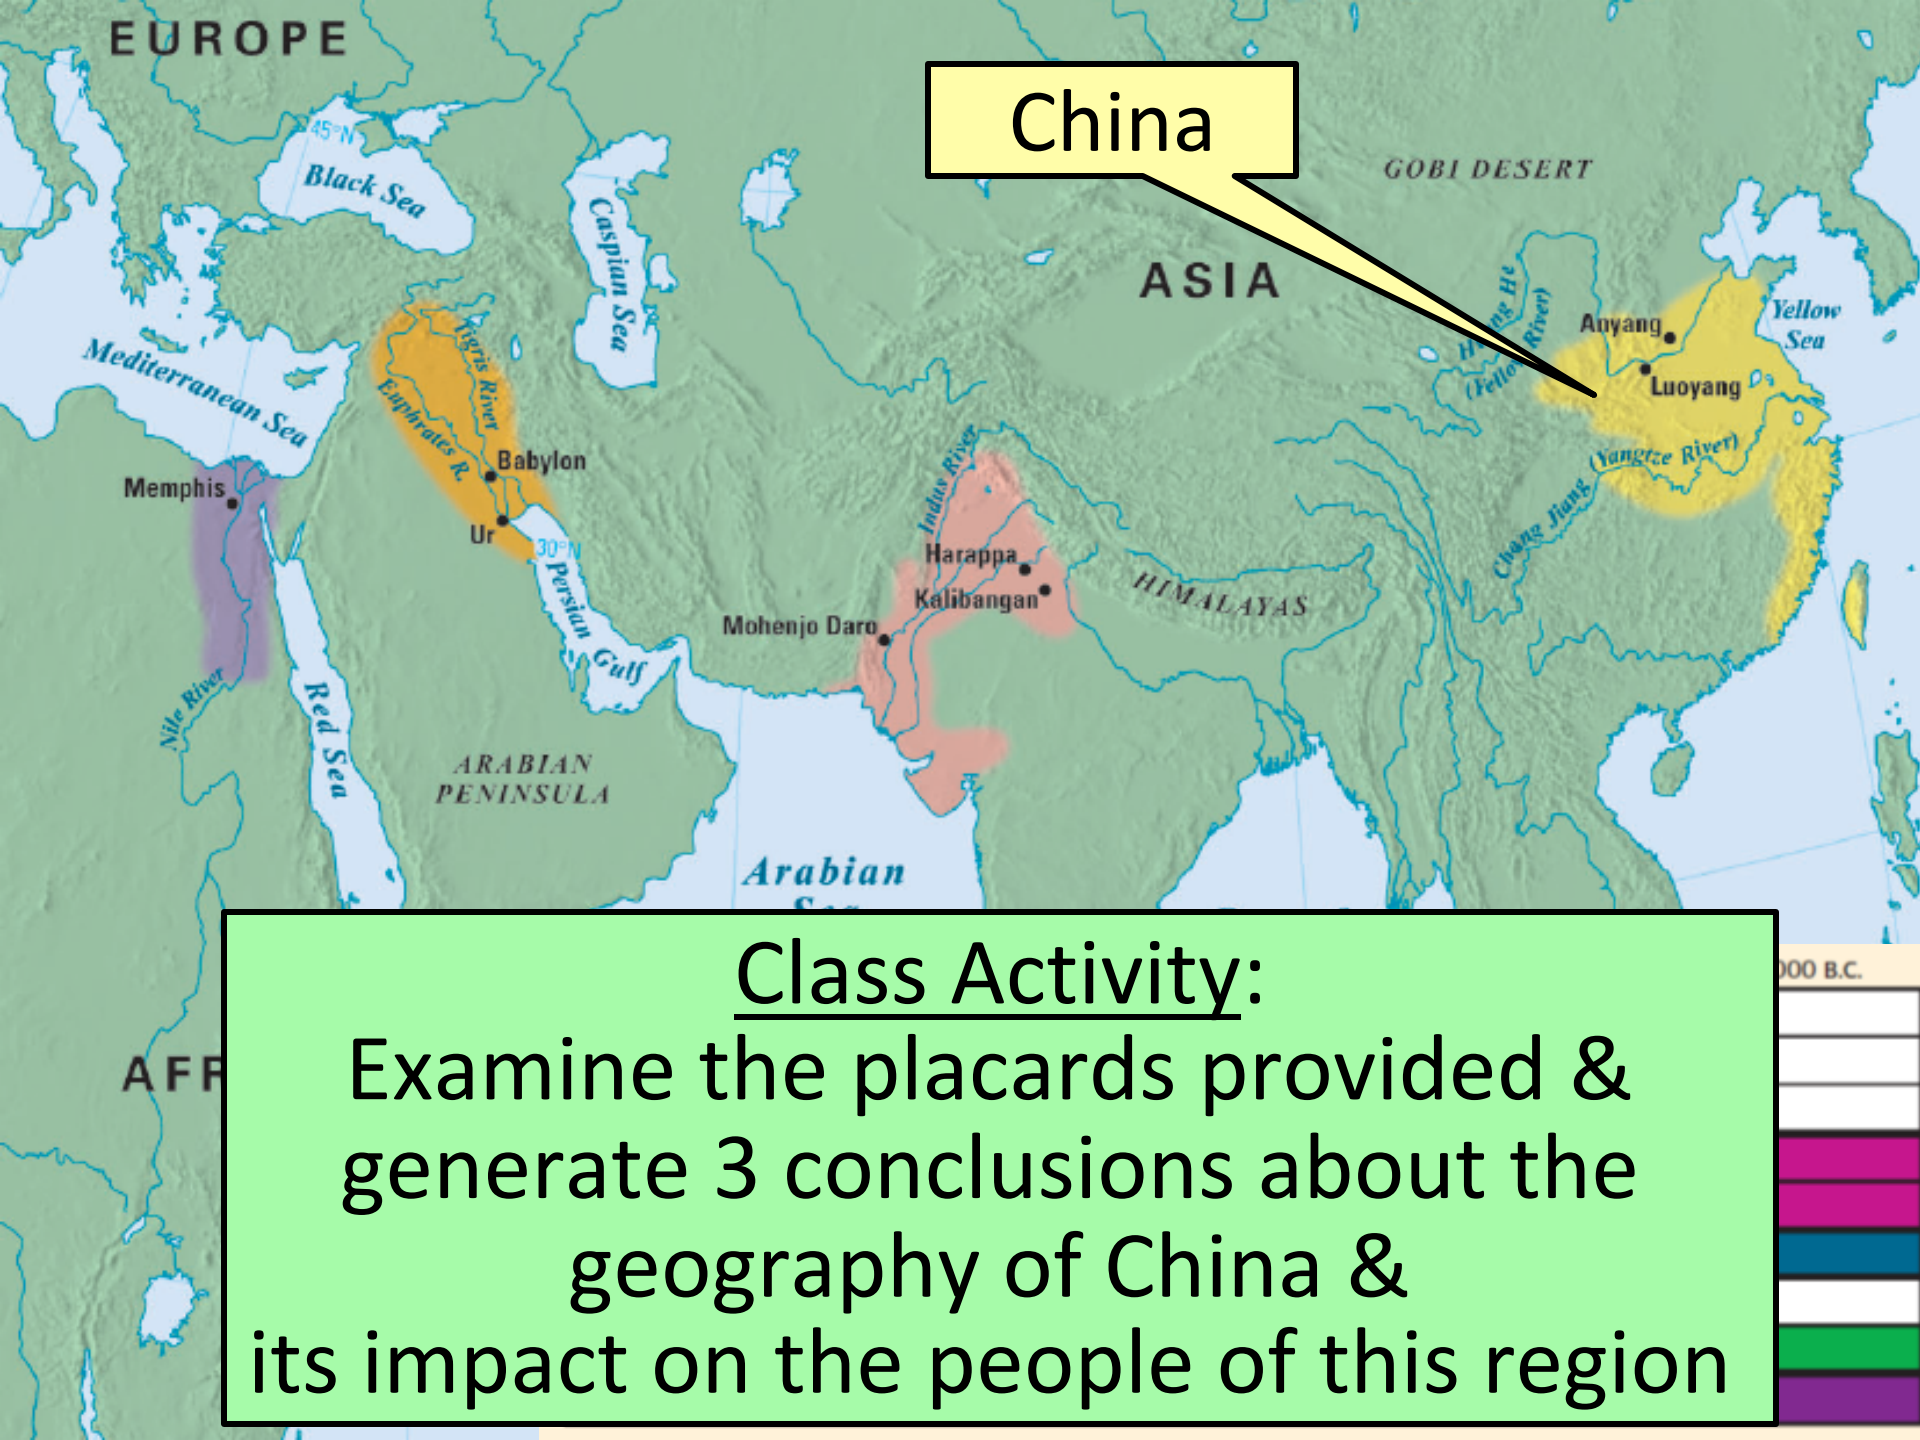 EUROPE
China
45°N
Black Sea
Caspian Sea
GOBI DESERT
ASIA
Huang He
(Yellow River)
Anyang
Yellow
Sea
Luoyang
Mediterranean Sea
Tigris River
Euphrates R.
Babylon
Memphis
Ur
30°N
Persian Gulf
Indus River
Harappa
Kalibangan
Mohenjo Daro
HIMALAYAS
(Yangtze River)
Chang Jiang
Nile River
Red Sea
ARABIAN
PENINSULA
Arabian
Class Activity:
Examine the placards provided &
generate 3 conclusions about the
geography of China &
its impact on the people of this region
AFR
000 B.C.